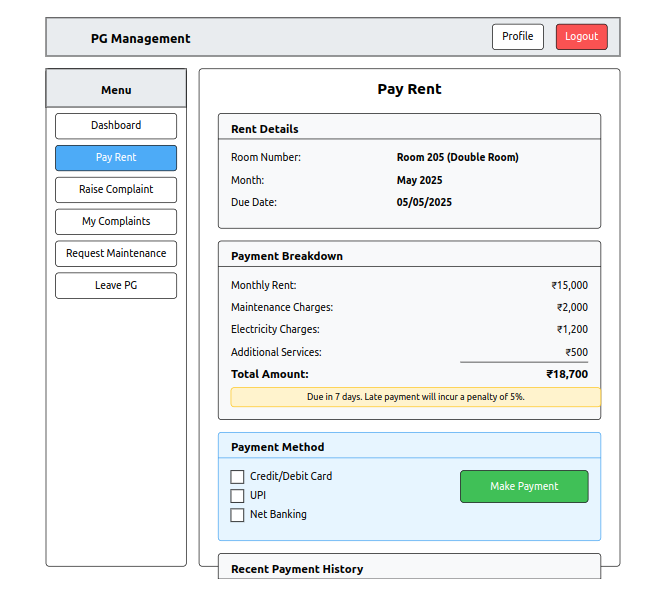 PG Management
Profile
Logout
Menu
Dashboard
Pay Rent
Raise Complaint
My Complaints
Request Maintenance
Leave PG
Pay Rent
Rent Details
Room Number: Room 205 (Double Room)
Month: May 2025
Due Date: 05/05/2025
Payment Breakdown
Monthly Rent: ₹15,000
Maintenance Charges: ₹2,000
Electricity Charges: ₹1,200
Additional Services: ₹500
Total Amount: ₹18,700
Due in 7 days. Late payment will incur a penalty of 5%.
Payment Method
Credit/Debit Card
UPI
Net Banking
Make Payment
Recent Payment History